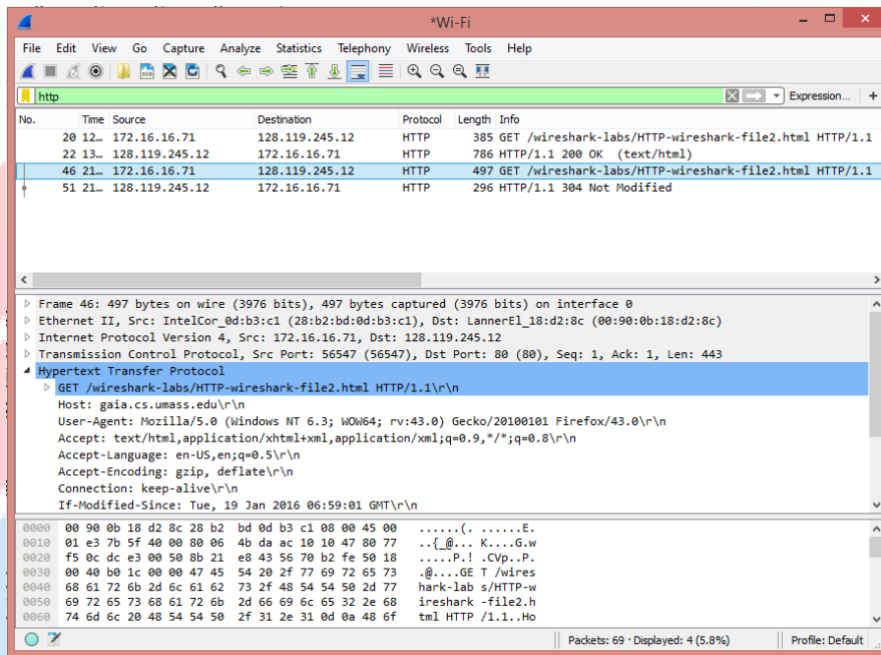 *Wi-Fi
File Edit View Go Capture Analyze Statistics Telephony Wireless Tools Help
http Expression... +
No. Time Source Destination Protocol Length Info
20 12… 172.16.16.71 128.119.245.12 HTTP 385 GET /wireshark-labs/HTTP-wireshark-file2.html HTTP/1.1
22 13… 128.119.245.12 172.16.16.71 HTTP 786 HTTP/1.1 200 OK (text/html)
46 21… 172.16.16.71 128.119.245.12 HTTP 497 GET /wireshark-labs/HTTP-wireshark-file2.html HTTP/1.1
51 21… 128.119.245.12 172.16.16.71 HTTP 296 HTTP/1.1 304 Not Modified
Frame 46: 497 bytes on wire (3976 bits), 497 bytes captured (3976 bits) on interface 0
Ethernet II, Src: IntelCor_0d:b3:c1 (28:b2:bd:0d:b3:c1), Dst: LannerEl_18:d2:8c (00:90:0b:18:d2:8c)
Internet Protocol Version 4, Src: 172.16.16.71, Dst: 128.119.245.12
Transmission Control Protocol, Src Port: 56547 (56547), Dst Port: 80 (80), Seq: 1, Ack: 1, Len: 443
Hypertext Transfer Protocol
GET /wireshark-labs/HTTP-wireshark-file2.html HTTP/1.1\r\n
Host: gaia.cs.umass.edu\r\n
User-Agent: Mozilla/5.0 (Windows NT 6.3; WOW64; rv:43.0) Gecko/20100101 Firefox/43.0\r\n
Accept: text/html,application/xhtml+xml,application/xml;q=0.9,*/*;q=0.8\r\n
Accept-Language: en-US,en;q=0.5\r\n
Accept-Encoding: gzip, deflate\r\n
Connection: keep-alive\r\n
If-Modified-Since: Tue, 19 Jan 2016 06:59:01 GMT\r\n
0000 00 90 0b 18 d2 8c 28 b2 bd 0d b3 c1 08 00 45 00 ......(. ......E.
0010 01 e3 7b 5f 40 00 80 06 4b da ac 10 10 47 80 77 ..{_@... K....G.w
0020 f5 0c dc e3 00 50 8b 21 e8 43 56 70 b2 fe 50 18 .....P.! .CVp..P.
0030 00 40 b0 1c 00 00 47 45 54 20 2f 77 69 72 65 73 .@....GE T /wires
0040 68 61 72 6b 2d 6c 61 62 73 2f 48 54 54 50 2d 77 hark-lab s/HTTP-w
0050 69 72 65 73 68 61 72 6b 2d 66 69 6c 65 32 2e 68 ireshark -file2.h
0060 74 6d 6c 20 48 54 54 50 2f 31 2e 31 0d 0a 48 6f tml HTTP /1.1..Ho
Packets: 69 · Displayed: 4 (5.8%) Profile: Default